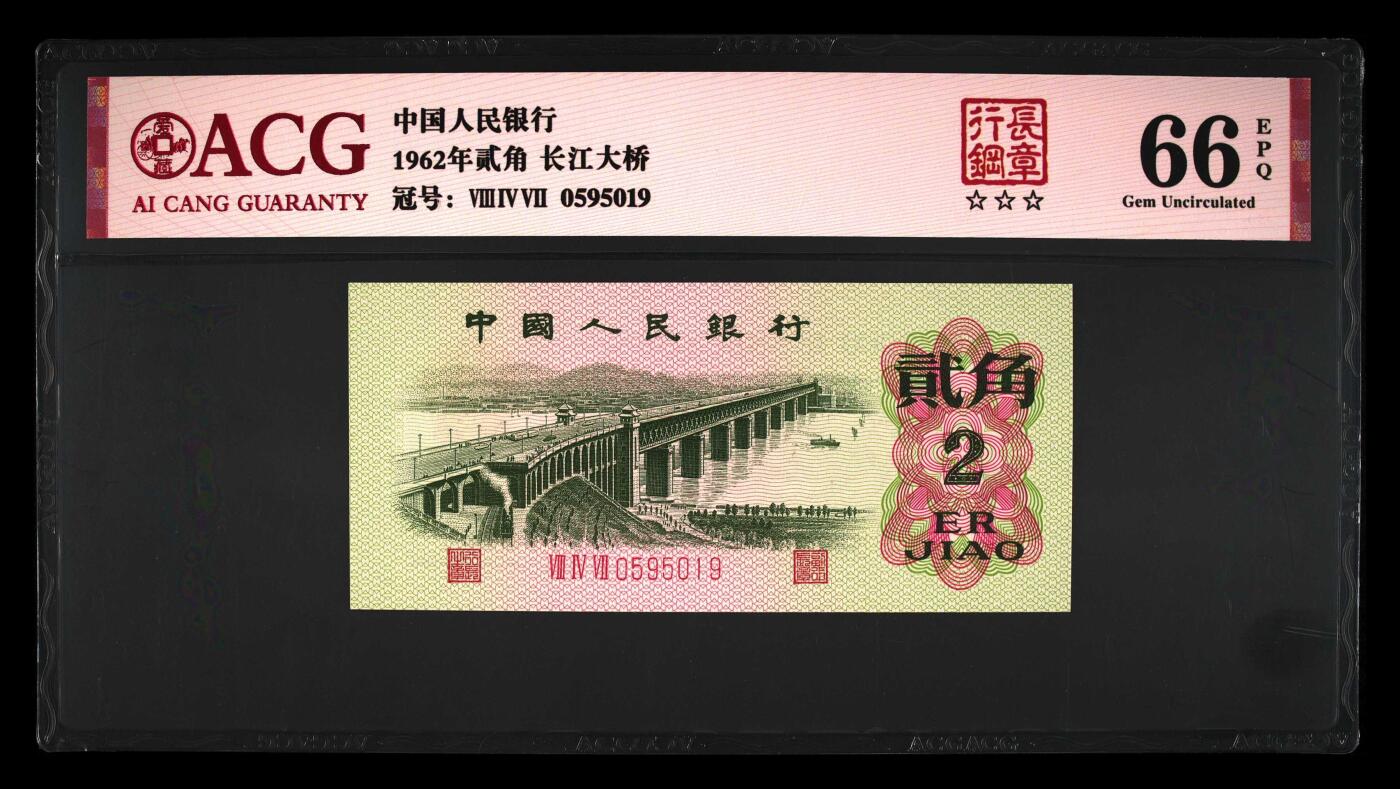 ACG
AI CANG GUARANTY
中国人民银行
1962年贰角 长江大桥
冠号：ⅧⅣⅦ 0595019
長章
行鋼
☆☆☆
66
EPQ
Gem Uncirculated
中國人民銀行
貳角
2
ER
JIAO
ⅧⅣⅦ0595019